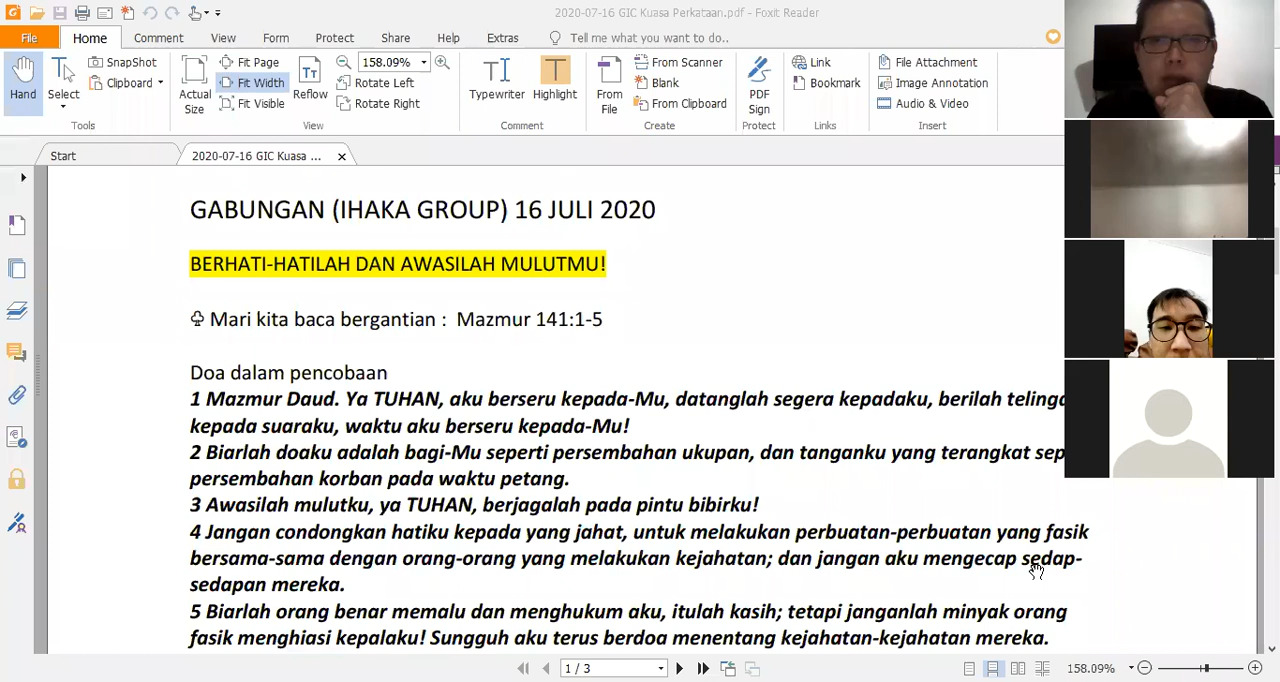 2020-07-16 GIC Kuasa Perkataan.pdf - Foxit Reader
File Home Comment View Form Protect Share Help Extras Tell me what you want to do..
Hand
Select
SnapShot
Clipboard
Tools
Actual Size
Fit Page
Fit Width
Fit Visible
Reflow
158.09%
Rotate Left
Rotate Right
View
Typewriter
Highlight
Comment
From File
From Scanner
Blank
From Clipboard
Create
PDF Sign
Protect
Link
Bookmark
Links
File Attachment
Image Annotation
Audio & Video
Insert
Start
2020-07-16 GIC Kuasa ...
GABUNGAN (IHAKA GROUP) 16 JULI 2020
BERHATI-HATILAH DAN AWASILAH MULUTMU!
Mari kita baca bergantian : Mazmur 141:1-5
Doa dalam pencobaan
1 Mazmur Daud. Ya TUHAN, aku berseru kepada-Mu, datanglah segera kepadaku, berilah
kepada suaraku, waktu aku berseru kepada-Mu!
2 Biarlah doaku adalah bagi-Mu seperti persembahan ukupan, dan tanganku yang terangkat
persembahan korban pada waktu petang.
3 Awasilah mulutku, ya TUHAN, berjagalah pada pintu bibirku!
4 Jangan condongkan hatiku kepada yang jahat, untuk melakukan perbuatan-perbuatan yang fasik
bersama-sama dengan orang-orang yang melakukan kejahatan; dan jangan aku mengecap sedap-
sedapan mereka.
5 Biarlah orang benar memalu dan menghukum aku, itulah kasih; tetapi janganlah minyak orang
fasik menghiasi kepalaku! Sungguh aku terus berdoa menentang kejahatan-kejahatan mereka.
1 / 3
158.09%